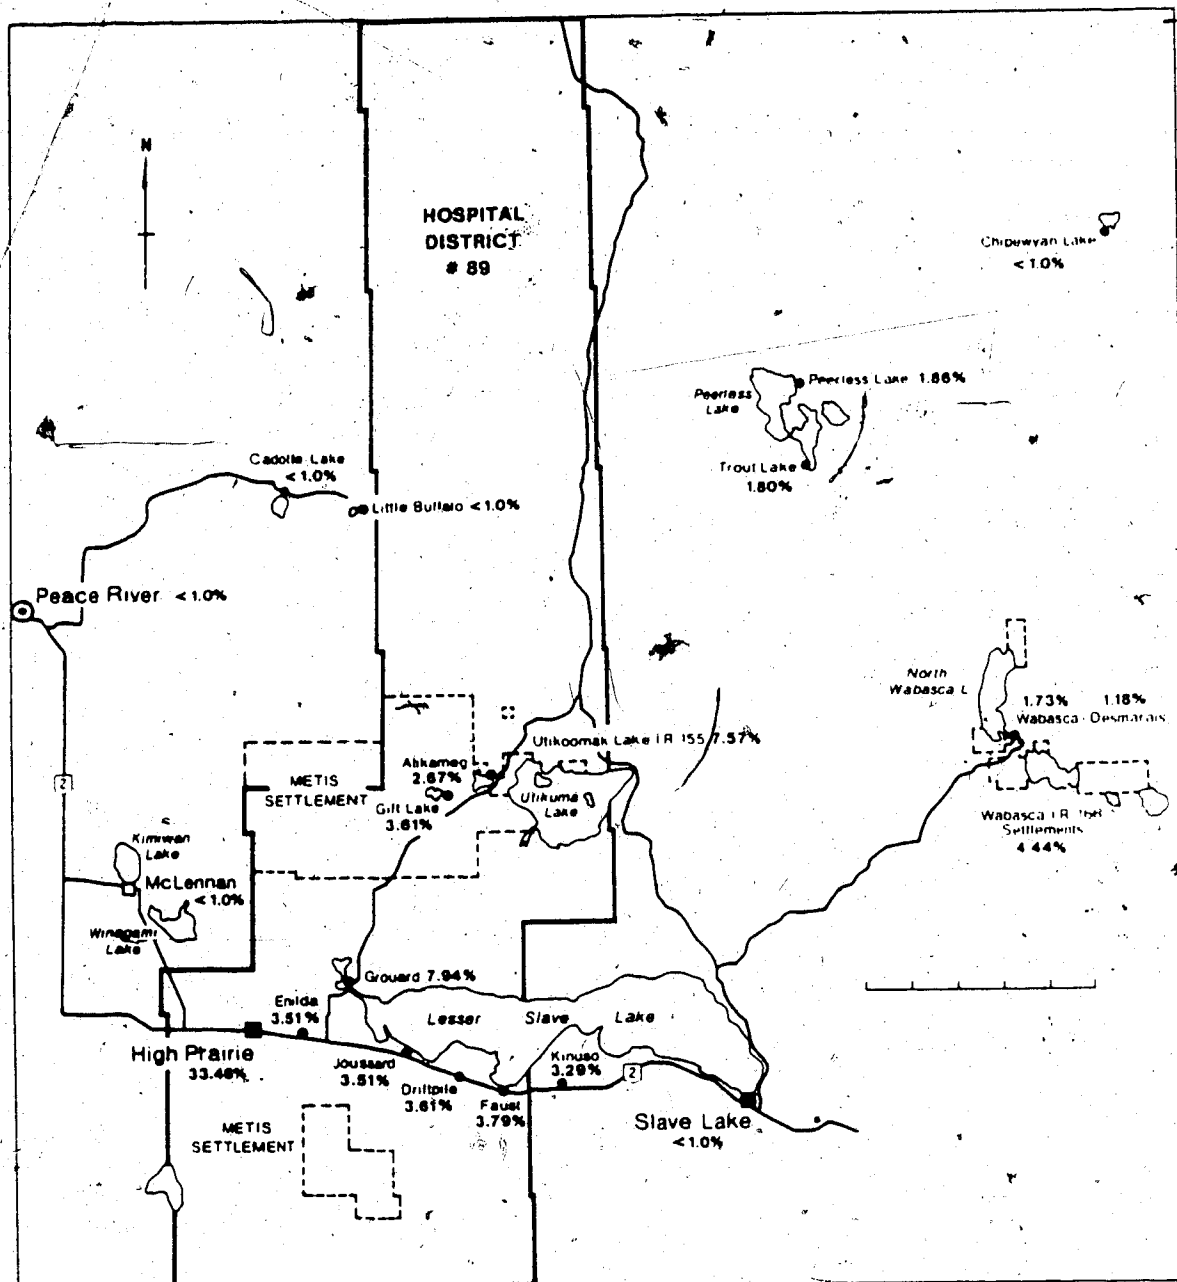 N
HOSPITAL
DISTRICT
# 89
Chipewyan Lake
< 1.0%
Peerless Lake 1.86%
Peerless
Lake
Trout Lake
1.80%
Cadotte Lake
< 1.0%
Little Buffalo < 1.0%
Peace River < 1.0%
North
Wabasca L
1.73% 1.18%
Wabasca - Desmarais
Utikoomak Lake I R 155 7.57%
Atikameg
2.67%
METIS
SETTLEMENT
2
Gift Lake
3.61%
Utikuma
Lake
Wabasca I R 166
Settlements
4.44%
Kimiwan
Lake
McLennan
< 1.0%
Winagami
Lake
Grouard 7.94%
Enilda
3.51%
Lesser Slave Lake
High Prairie
33.46%
Joussard
3.51%
Kinuso
3.29%
2
Driftpile
3.61%
Faust
3.79%
Slave Lake
< 1.0%
METIS
SETTLEMENT